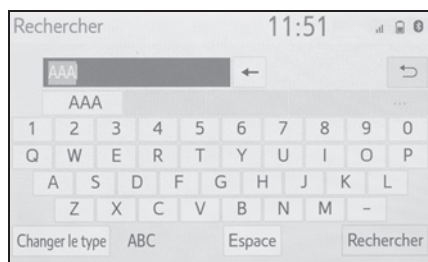 Rechercher 11:51
AAA ←
AAA ...
1 2 3 4 5 6 7 8 9 0
Q W E R T Y U I O P
A S D F G H J K L
Z X C V B N M -
Changer le type ABC Espace Rechercher